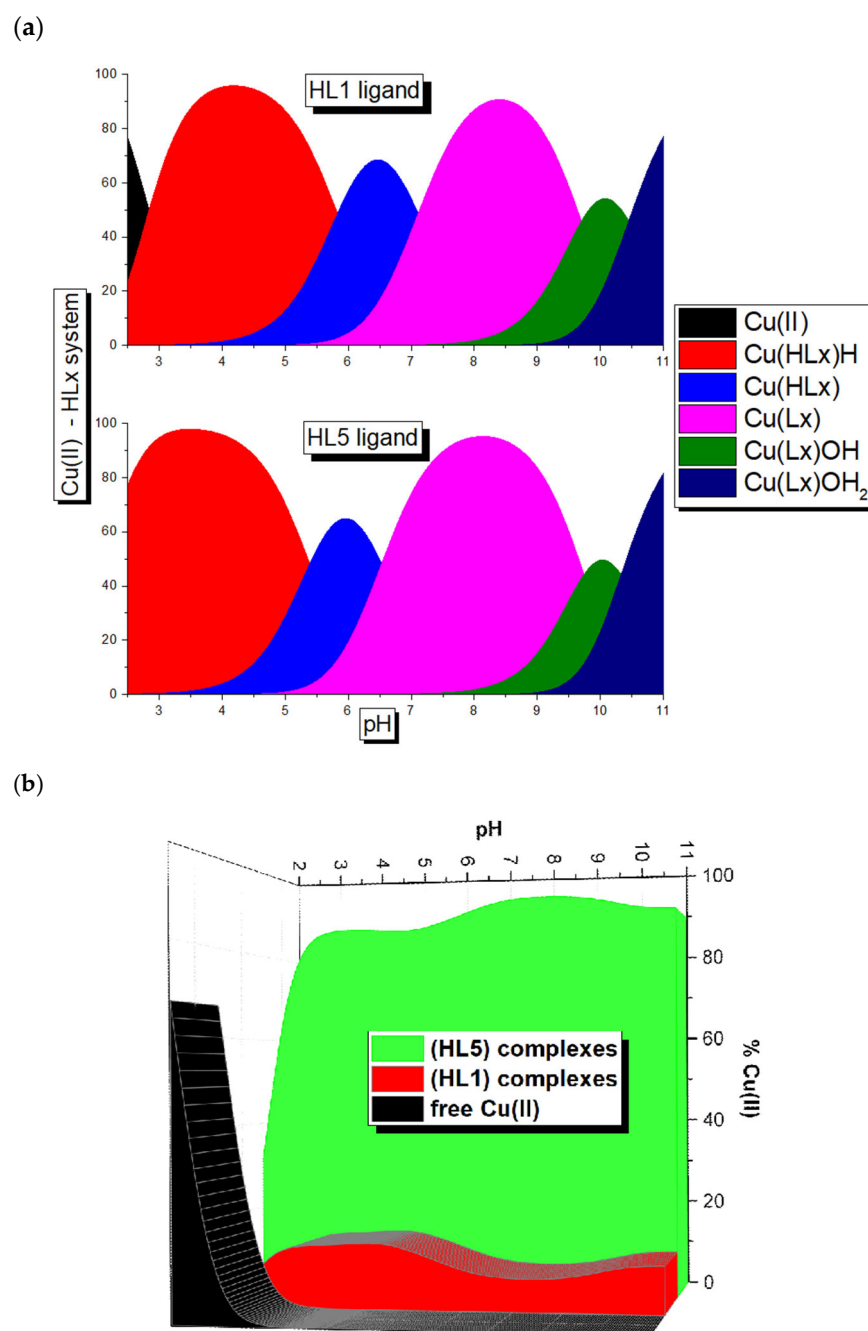 (a)
HL1 ligand
100
80
60
40
20
0
3 4 5 6 7 8 9 10 11
Cu(II) - HLx system
HL5 ligand
100
80
60
40
20
0
3 4 5 6 7 8 9 10 11
pH
Cu(II)
Cu(HLx)H
Cu(HLx)
Cu(Lx)
Cu(Lx)OH
Cu(Lx)OH₂
(b)
pH
2 3 4 5 6 7 8 9 10 11
100
80
60
40
20
0
% Cu(II)
(HL5) complexes
(HL1) complexes
free Cu(II)